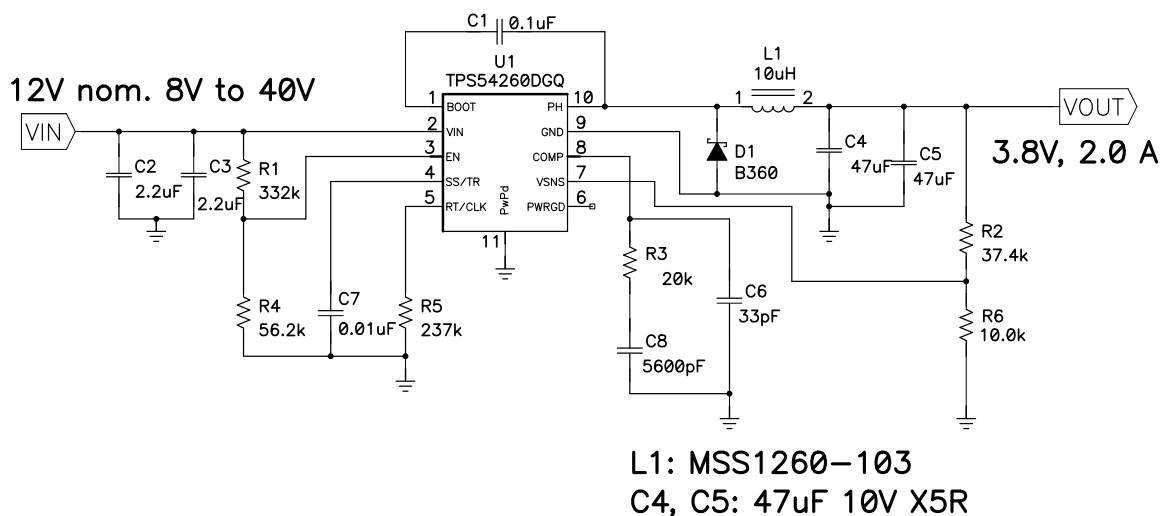 C1
0.1uF
U1
TPS54260DGQ
L1
10uH
12V nom. 8V to 40V
VIN
1
BOOT
PH
10
2
VIN
GND
9
3
EN
COMP
8
4
SS/TR
VSNS
7
5
RT/CLK
PwPd
PWRGD
6
11
1
2
VOUT
3.8V, 2.0 A
C2
2.2uF
C3
2.2uF
R1
332k
D1
B360
C4
47uF
C5
47uF
R2
37.4k
R3
20k
R4
56.2k
C7
0.01uF
R5
237k
C6
33pF
R6
10.0k
C8
5600pF
L1: MSS1260-103
C4, C5: 47uF 10V X5R